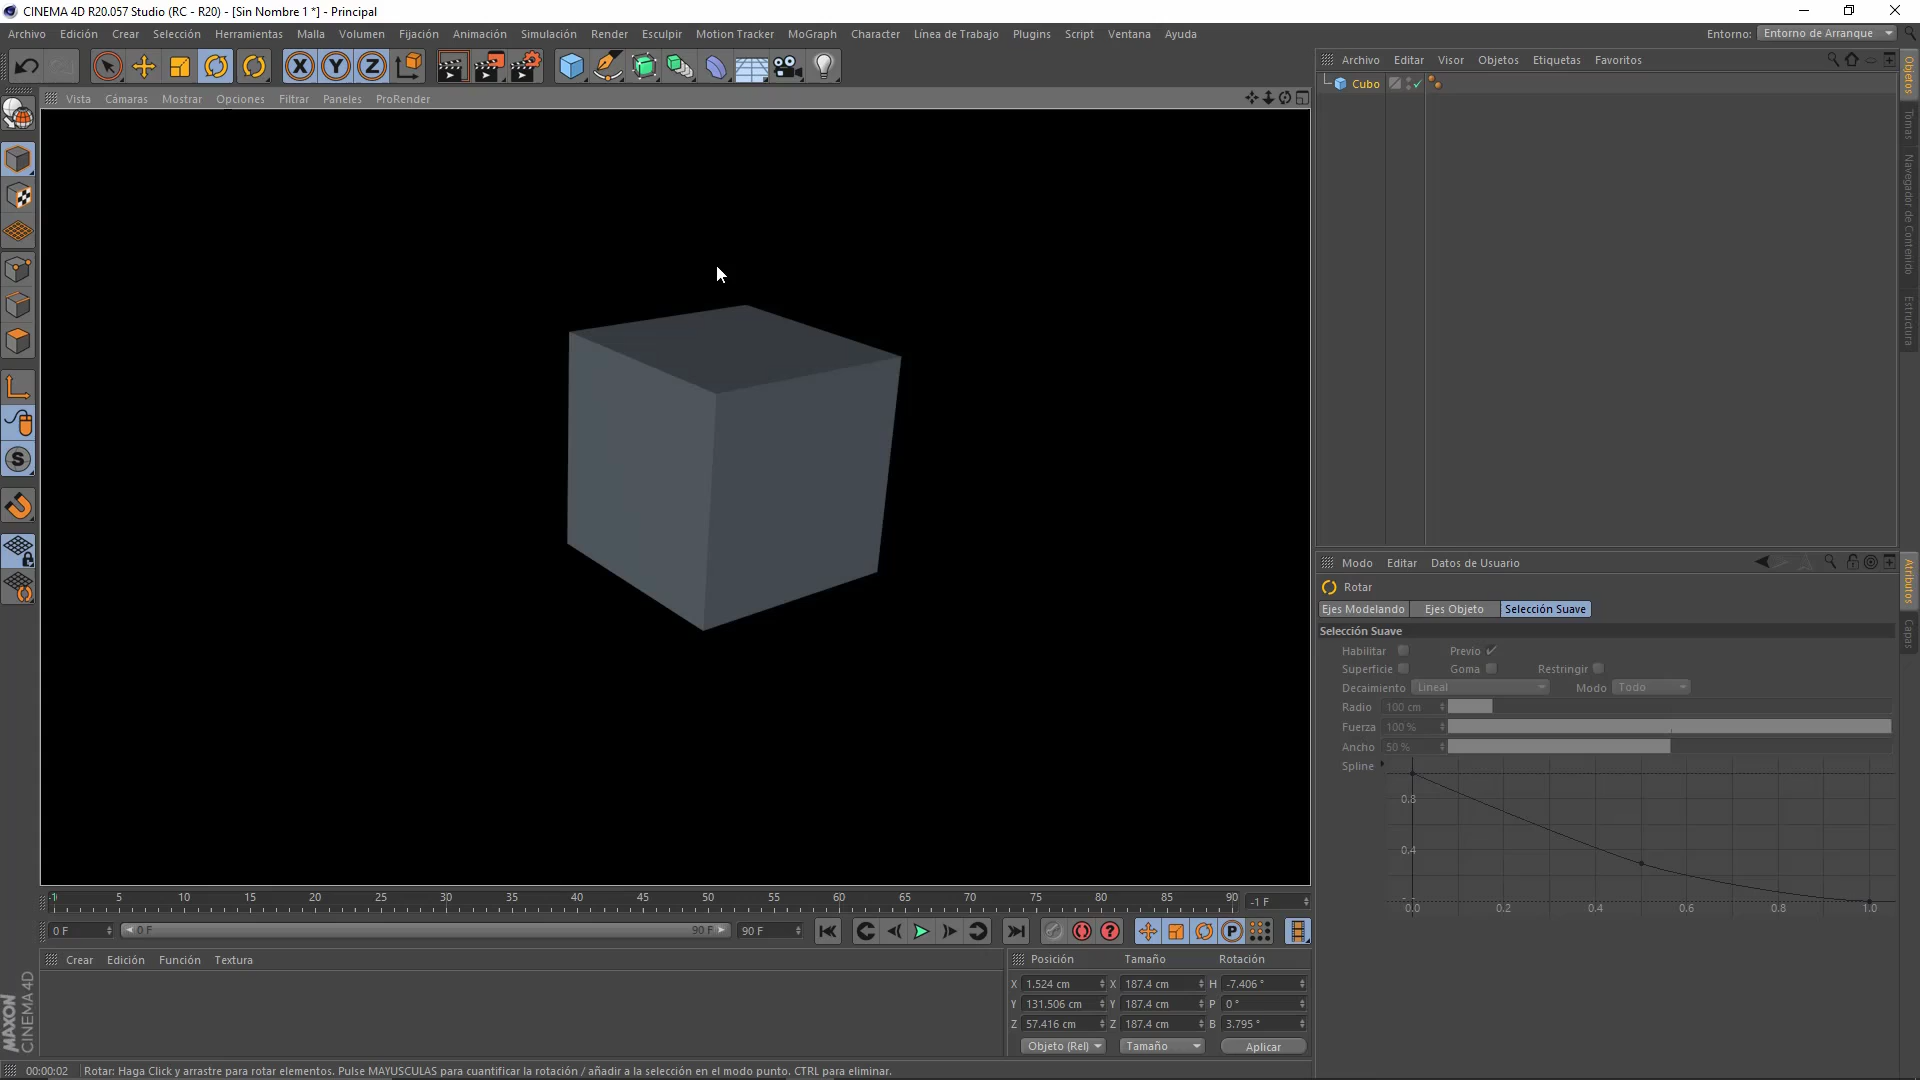 CINEMA 4D R20.057 Studio (RC - R20) - [Sin Nombre 1 *] - Principal
Archivo Edición Crear Selección Herramientas Malla Volumen Fijación Animación Simulación Render Esculpir Motion Tracker MoGraph Character Línea de Trabajo Plugins Script Ventana Ayuda Entorno: Entorno de Arranque
X Y Z
Archivo Editar Visor Objetos Etiquetas Favoritos
Cubo
Vista Cámaras Mostrar Opciones Filtrar Paneles ProRender
S
Objetos
Tomas
Navegador de Contenido
Estructura
Modo Editar Datos de Usuario
Rotar
Ejes Modelando Ejes Objeto Selección Suave
Selección Suave
Habilitar Previo
Superficie Goma Restringir
Decaimiento Lineal Modo Todo
Radio 100 cm
Fuerza 100 %
Ancho 50 %
Spline
0.8
0.4
0.0 0.2 0.4 0.6 0.8 1.0
Atributos
Capas
-1 5 10 15 20 25 30 35 40 45 50 55 60 65 70 75 80 85 90 -1 F
0 F 0 F 90 F 90 F
P
Crear Edición Función Textura
Posición Tamaño Rotación
X 1.524 cm X 187.4 cm H -7.406 °
Y 131.506 cm Y 187.4 cm P 0 °
Z 57.416 cm Z 187.4 cm B 3.795 °
Objeto (Rel) Tamaño Aplicar
MAXON
CINEMA 4D
00:00:02 Rotar: Haga Click y arrastre para rotar elementos. Pulse MAYUSCULAS para cuantificar la rotación / añadir a la selección en el modo punto. CTRL para eliminar.